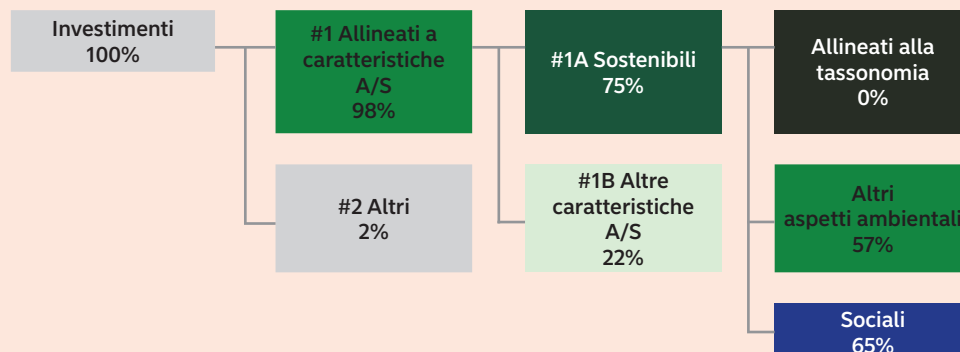 Investimenti
100%
#1 Allineati a
caratteristiche
A/S
98%
#1A Sostenibili
75%
Allineati alla
tassonomia
0%
#2 Altri
2%
#1B Altre
caratteristiche
A/S
22%
Altri
aspetti ambientali
57%
Sociali
65%